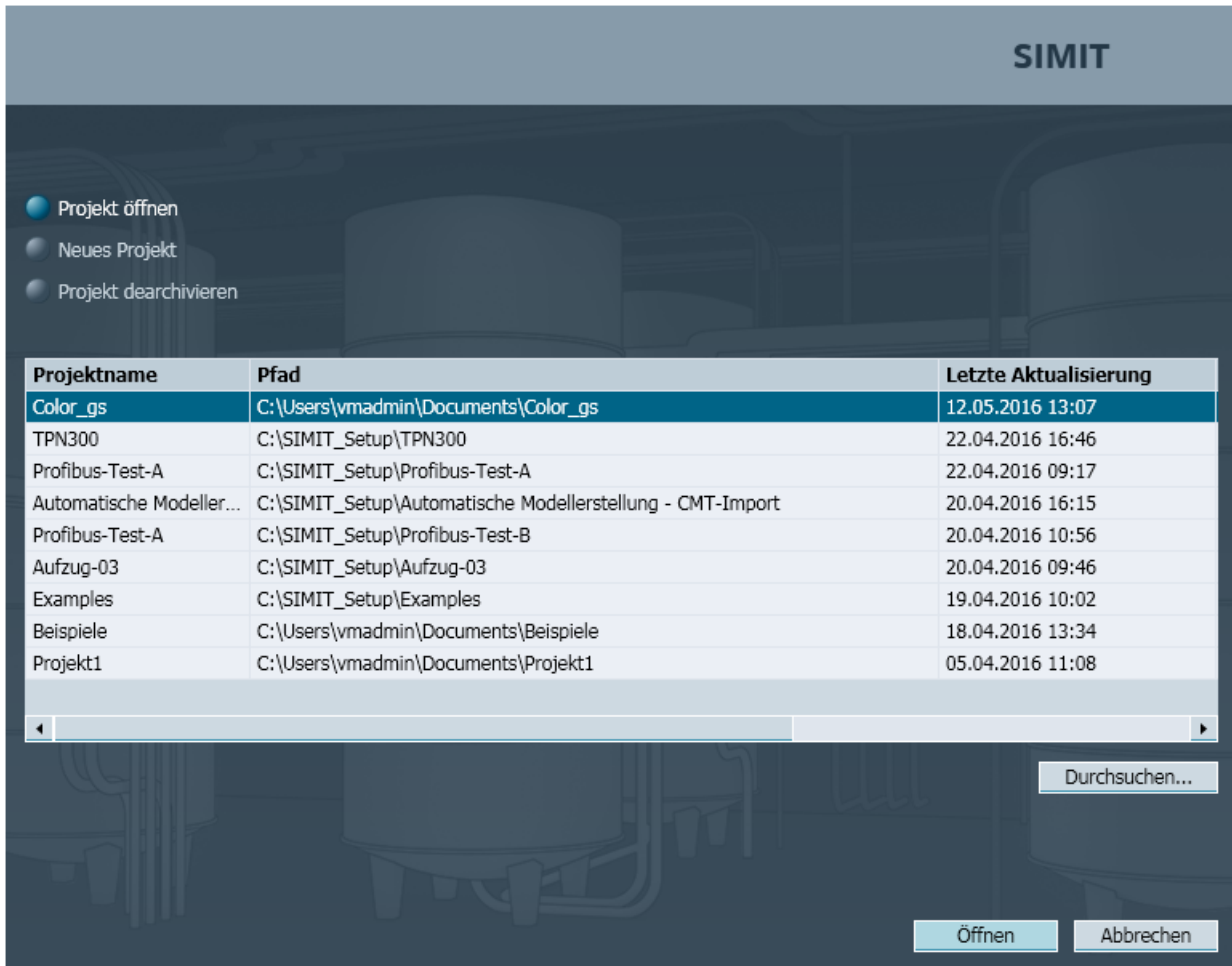 SIMIT
Projekt öffnen
Neues Projekt
Projekt dearchivieren
Projektname Pfad Letzte Aktualisierung
Color_gs C:\Users\vmadmin\Documents\Color_gs 12.05.2016 13:07
TPN300 C:\SIMIT_Setup\TPN300 22.04.2016 16:46
Profibus-Test-A C:\SIMIT_Setup\Profibus-Test-A 22.04.2016 09:17
Automatische Modeller... C:\SIMIT_Setup\Automatische Modellerstellung - CMT-Import 20.04.2016 16:15
Profibus-Test-A C:\SIMIT_Setup\Profibus-Test-B 20.04.2016 10:56
Aufzug-03 C:\SIMIT_Setup\Aufzug-03 20.04.2016 09:46
Examples C:\SIMIT_Setup\Examples 19.04.2016 10:02
Beispiele C:\Users\vmadmin\Documents\Beispiele 18.04.2016 13:34
Projekt1 C:\Users\vmadmin\Documents\Projekt1 05.04.2016 11:08
Durchsuchen...
Öffnen Abbrechen